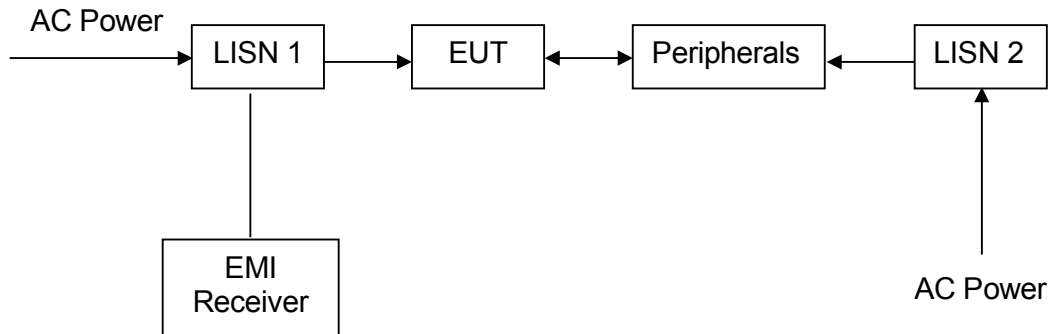 AC Power
LISN 1
EUT
Peripherals
LISN 2
EMI
Receiver
AC Power